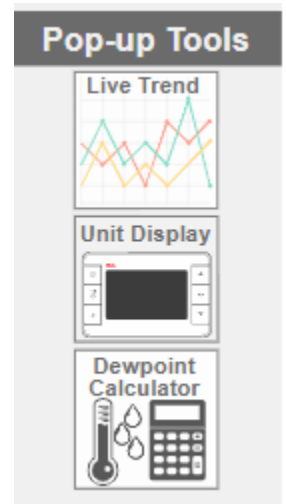 Pop-up Tools
Live Trend
Unit Display
Dewpoint
Calculator